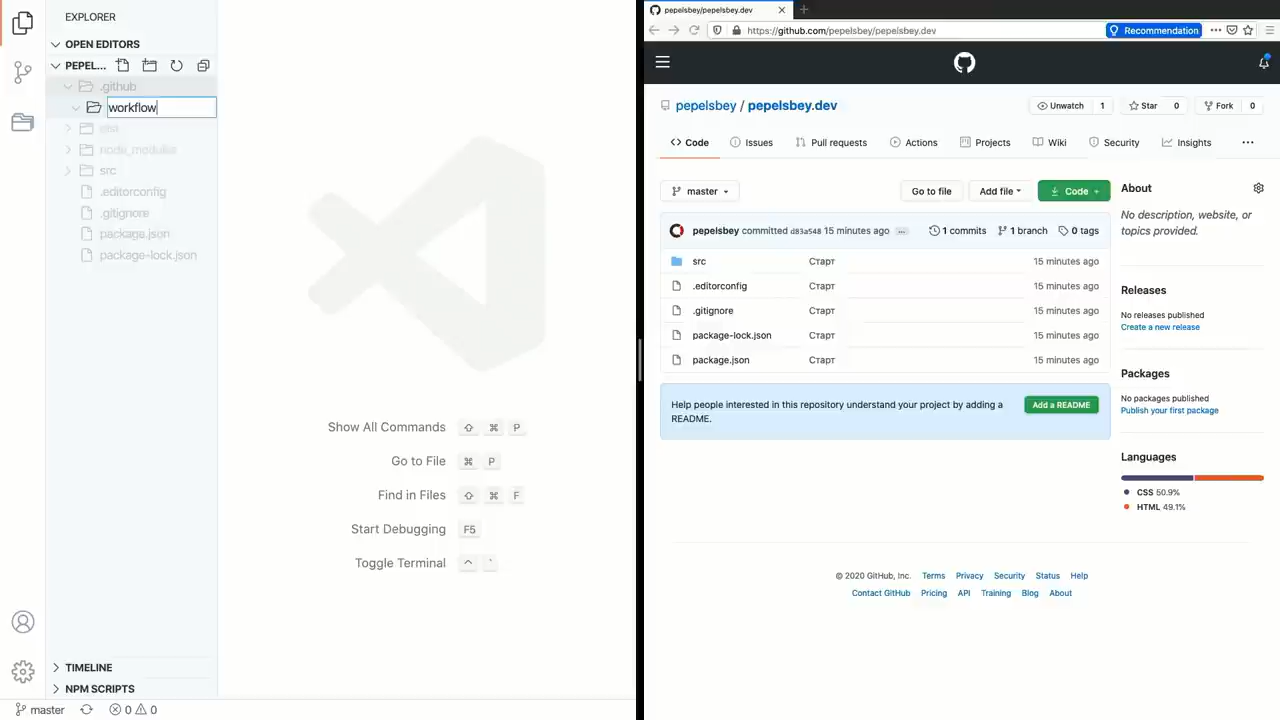 EXPLORER
OPEN EDITORS
PEPEL...
.github
workflow
dist
node_modules
src
.editorconfig
.gitignore
package.json
package-lock.json
Show All Commands ⇧ ⌘ P
Go to File ⌘ P
Find in Files ⇧ ⌘ F
Start Debugging F5
Toggle Terminal ^ `
TIMELINE
NPM SCRIPTS
master 0 0
pepelsbey/pepelsbey.dev
https://github.com/pepelsbey/pepelsbey.dev
Recommendation
pepelsbey / pepelsbey.dev
Unwatch 1
Star 0
Fork 0
Code
Issues
Pull requests
Actions
Projects
Wiki
Security
Insights
master
Go to file
Add file
Code
pepelsbey committed d83a548 15 minutes ago
1 commits
1 branch
0 tags
src Старт 15 minutes ago
.editorconfig Старт 15 minutes ago
.gitignore Старт 15 minutes ago
package-lock.json Старт 15 minutes ago
package.json Старт 15 minutes ago
Help people interested in this repository understand your project by adding a
README.
Add a README
About
No description, website, or
topics provided.
Releases
No releases published
Create a new release
Packages
No packages published
Publish your first package
Languages
CSS 50.9%
HTML 49.1%
© 2020 GitHub, Inc. Terms Privacy Security Status Help
Contact GitHub Pricing API Training Blog About